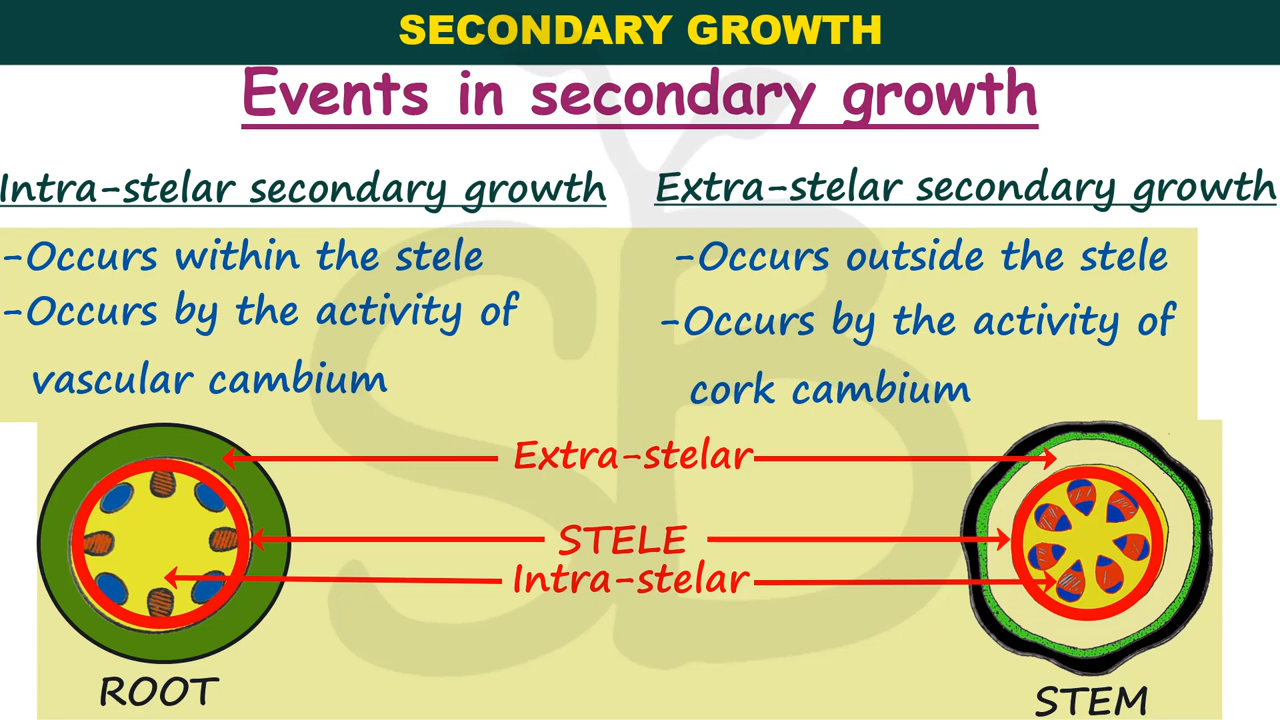 SECONDARY GROWTH
Events in secondary growth
Intra-stelar secondary growth
-Occurs within the stele
-Occurs by the activity of
vascular cambium
Extra-stelar secondary growth
-Occurs outside the stele
-Occurs by the activity of
cork cambium
Extra-stelar
STELE
Intra-stelar
ROOT
STEM
SB